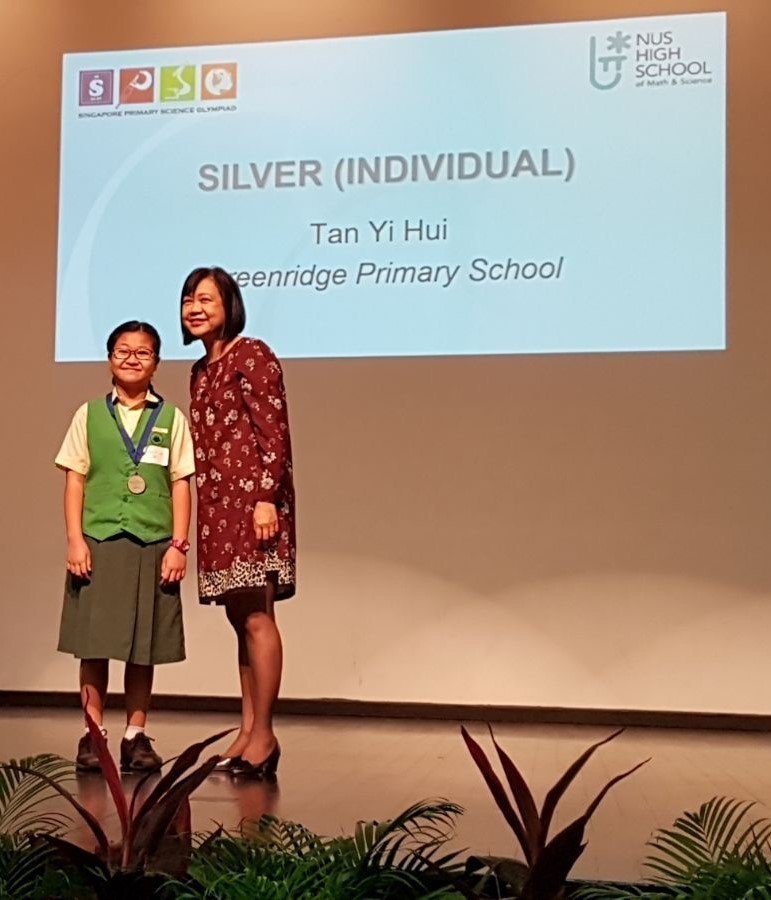 SINGAPORE PRIMARY SCIENCE OLYMPIAD
NUS
HIGH
SCHOOL
of Math & Science
SILVER (INDIVIDUAL)
Tan Yi Hui
reenridge Primary School